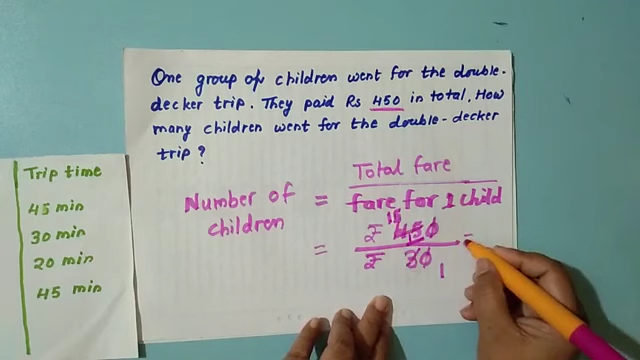 One group of children went for the double-
decker trip. They paid Rs 450 in total. How
many children went for the double-decker
trip?
Trip time
45 min
30 min
20 min
45 min
Number of children = Total fare
fare for 1 child
15
= ₹ 450 =
₹ 30
1